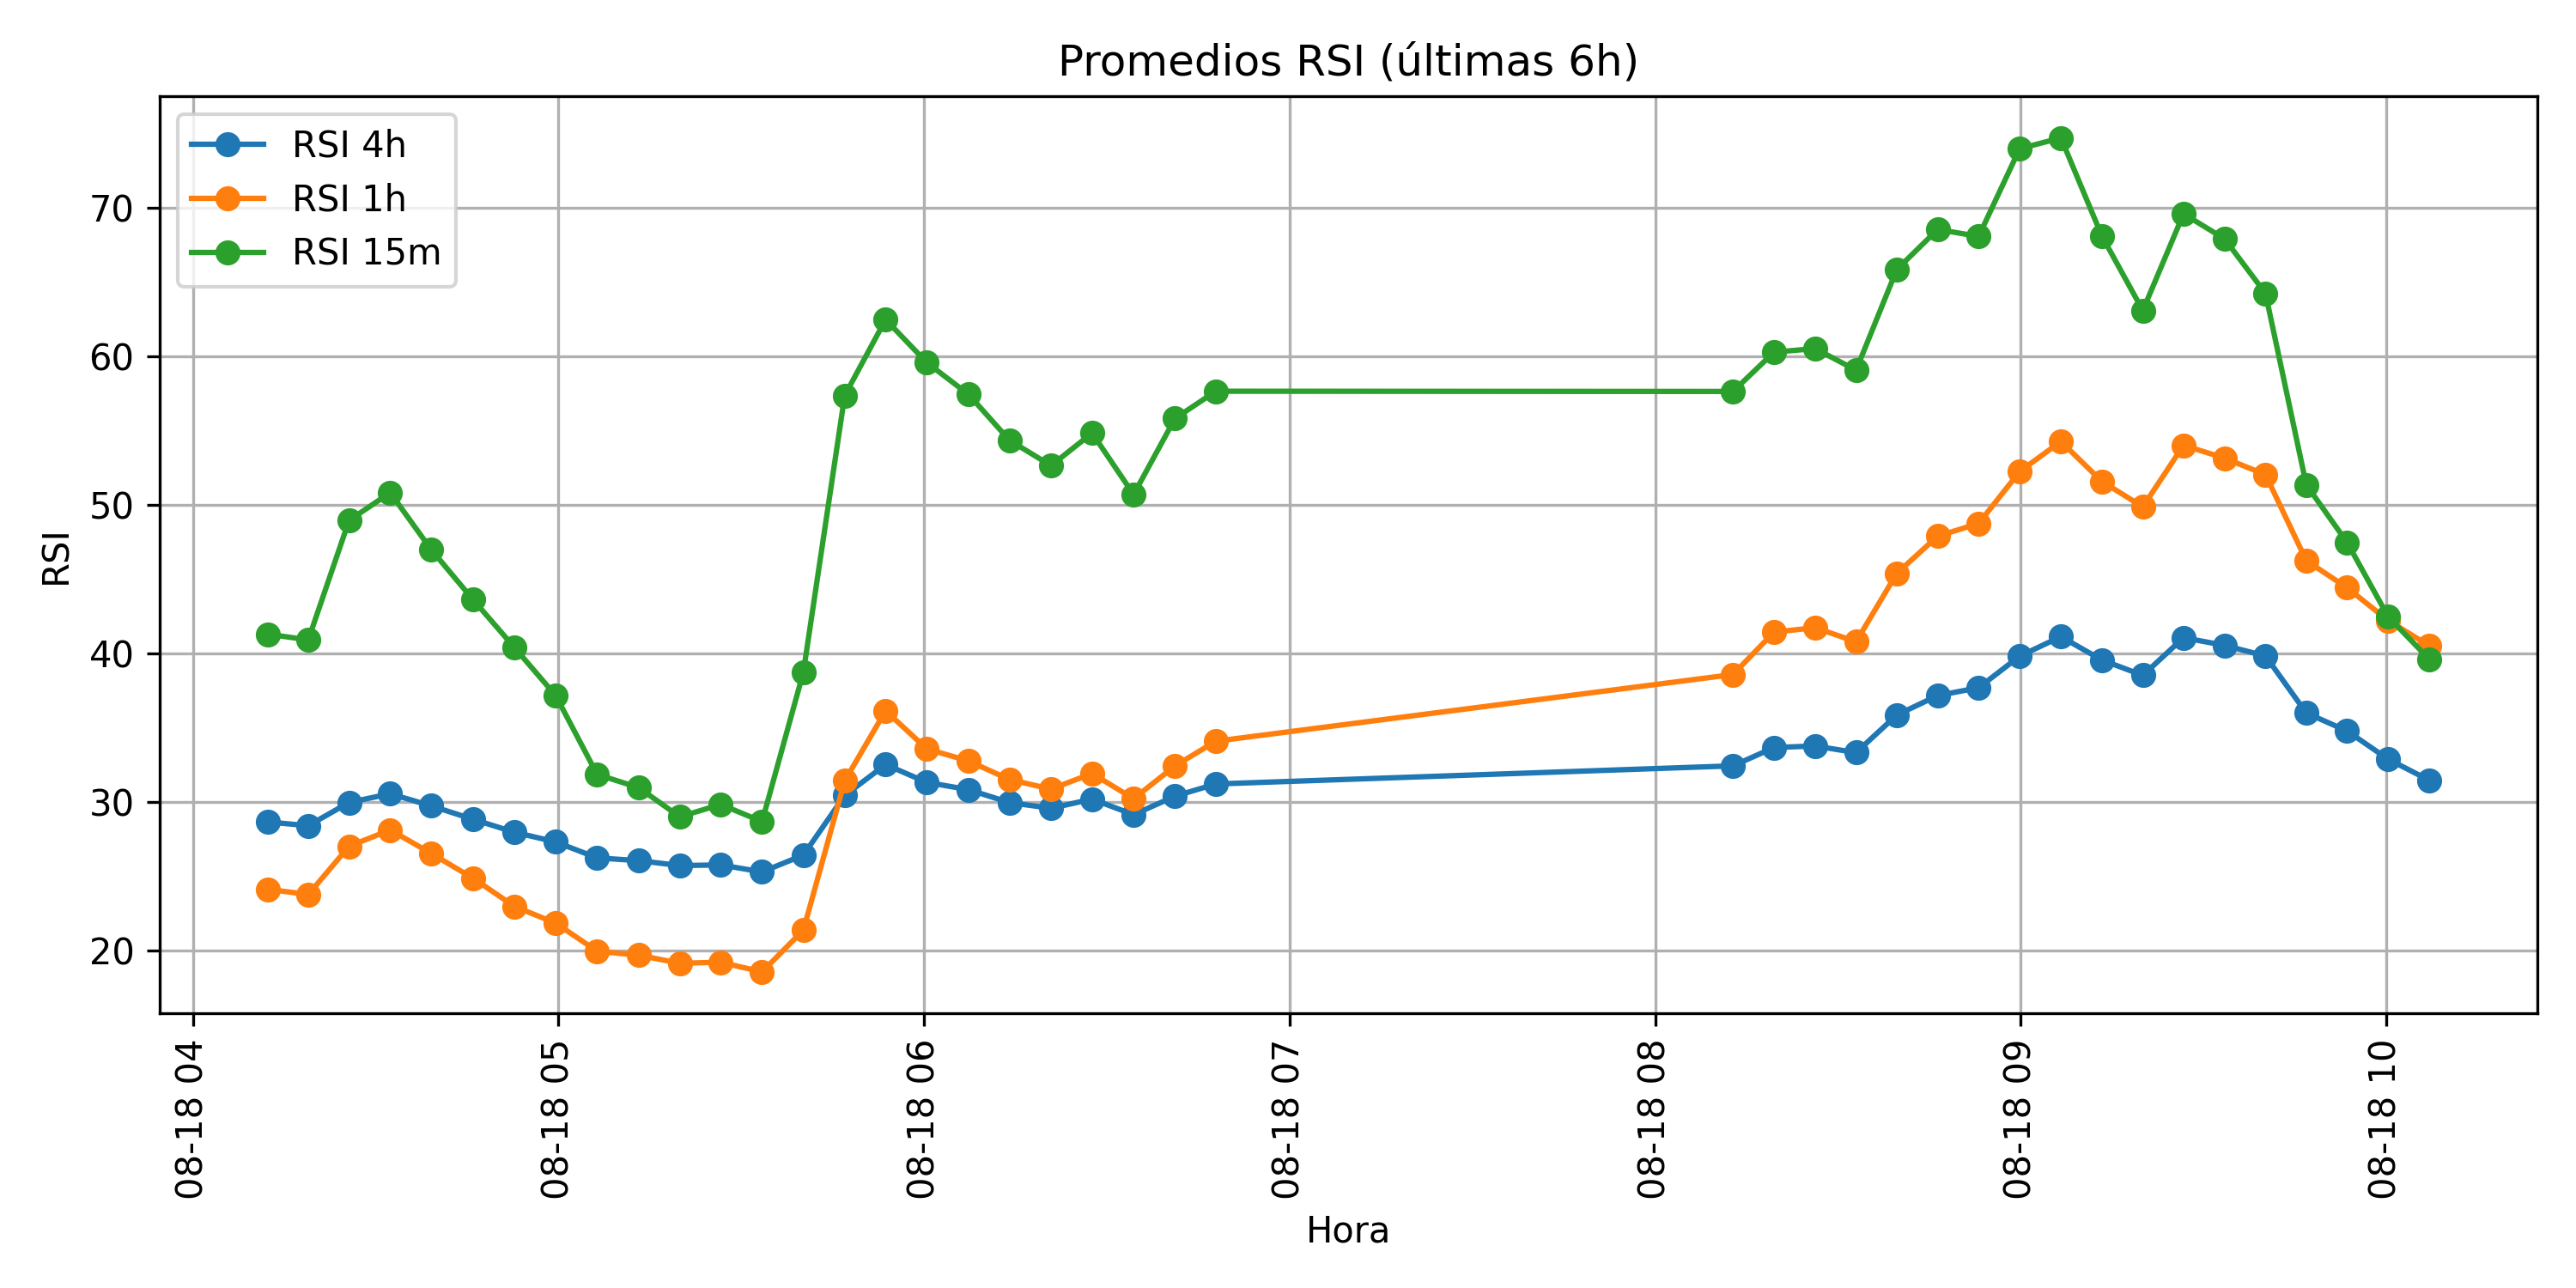 Promedios RSI (últimas 6h)
RSI 4h
RSI 1h
RSI 15m
RSI
70
60
50
40
30
20
08-18 04
08-18 05
08-18 06
08-18 07
08-18 08
08-18 09
08-18 10
Hora